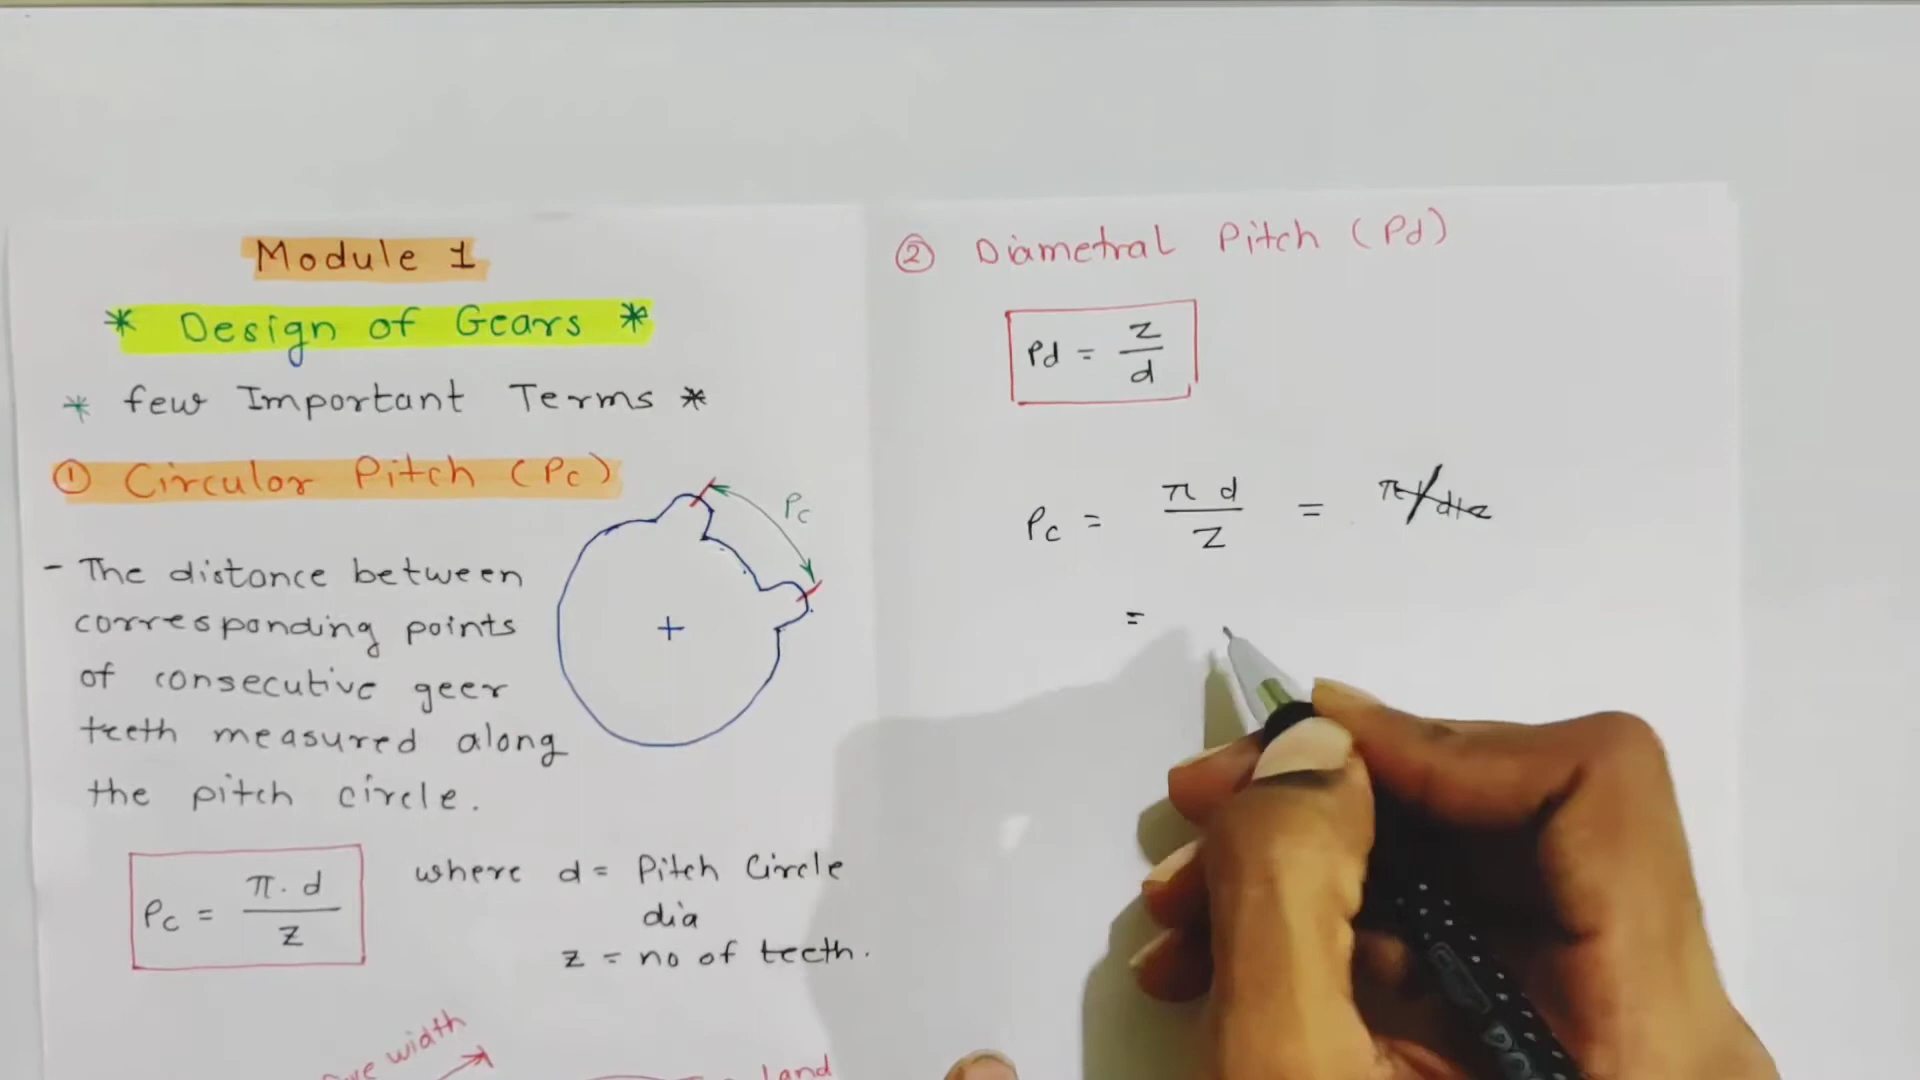 Module 1
* Design of Gears *
* few Important Terms *
① Circular Pitch (Pc)
Pc
- The distance between
corresponding points
of consecutive geer
teeth measured along
the pitch circle.
Pc = π. d / z
where d = Pitch Circle
dia
z = no of teeth.
width
Land
② Diametral Pitch (Pd)
Pd = z / d
Pc = π d / z =
=